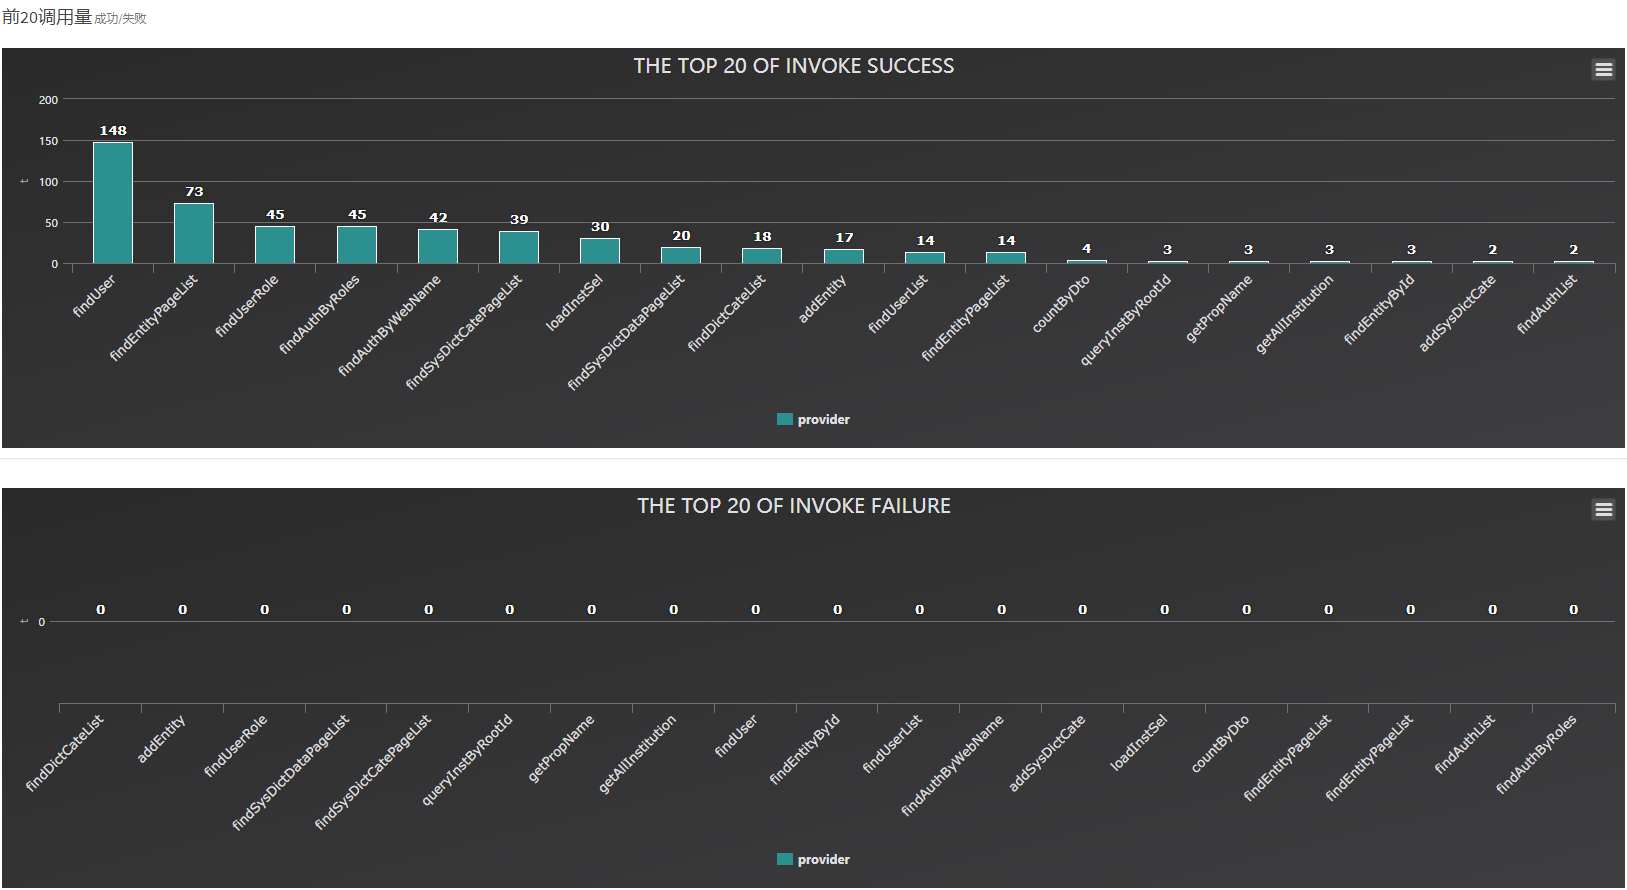 前20调用量 成功/失败
THE TOP 20 OF INVOKE SUCCESS
200
150
100
50
0
t
148 73 45 45 42 39 30 20 18 17 14 14 4 3 3 3 3 2 2
findUser findEntityPageList findUserRole findAuthByRoles findAuthByWebName findSysDictCatePageList loadInstSel findSysDictDataPageList findDictCateList addEntity findUserList findEntityPageList countByDto queryInstByRootId getPropName getAllInstitution findEntityById addSysDictCate findAuthList
provider
THE TOP 20 OF INVOKE FAILURE
0 0 0 0 0 0 0 0 0 0 0 0 0 0 0 0 0 0 0
t 0
findDictCateList addEntity findUserRole findSysDictDataPageList findSysDictCatePageList queryInstByRootId getPropName getAllInstitution findUser findEntityById findUserList findAuthByWebName addSysDictCate loadInstSel countByDto findEntityPageList findEntityPageList findAuthList findAuthByRoles
provider